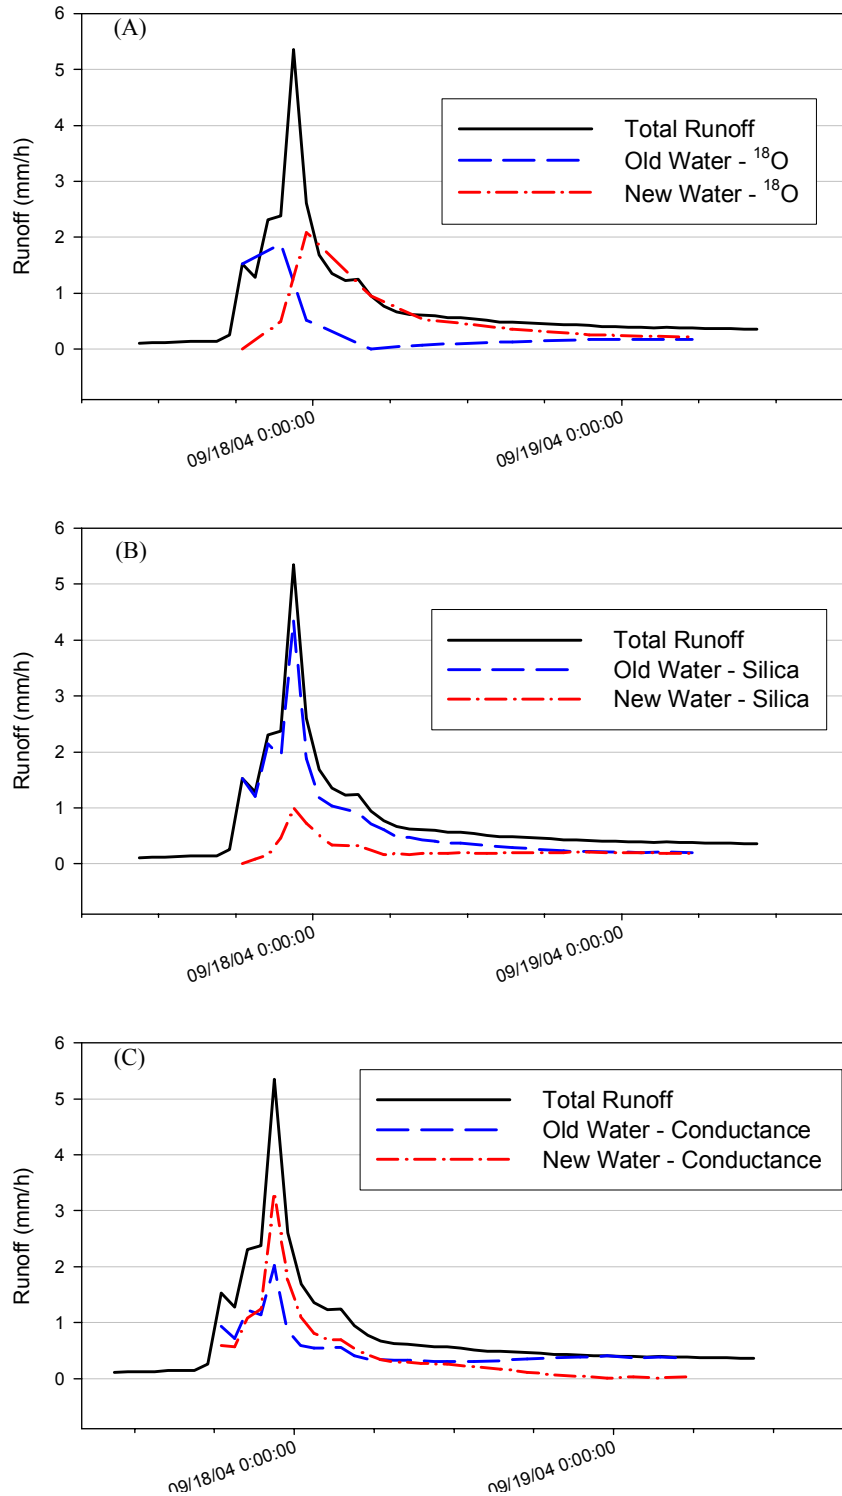 (A)
6
5
4
3
2
1
0
Runoff (mm/h)
Total Runoff
Old Water - ¹⁸O
New Water - ¹⁸O
09/18/04 0:00:00
09/19/04 0:00:00
(B)
6
5
4
3
2
1
0
Runoff (mm/h)
Total Runoff
Old Water - Silica
New Water - Silica
09/18/04 0:00:00
09/19/04 0:00:00
(C)
6
5
4
3
2
1
0
Runoff (mm/h)
Total Runoff
Old Water - Conductance
New Water - Conductance
09/18/04 0:00:00
09/19/04 0:00:00